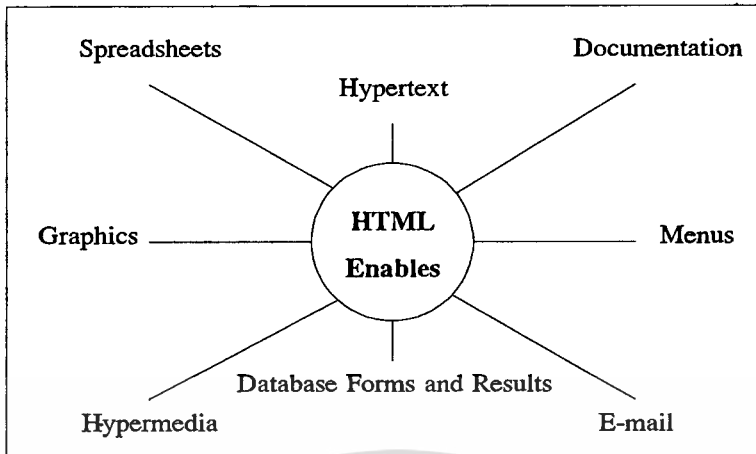 Spreadsheets
Documentation
Hypertext
Graphics
HTML
Enables
Menus
Database Forms and Results
Hypermedia
E-mail